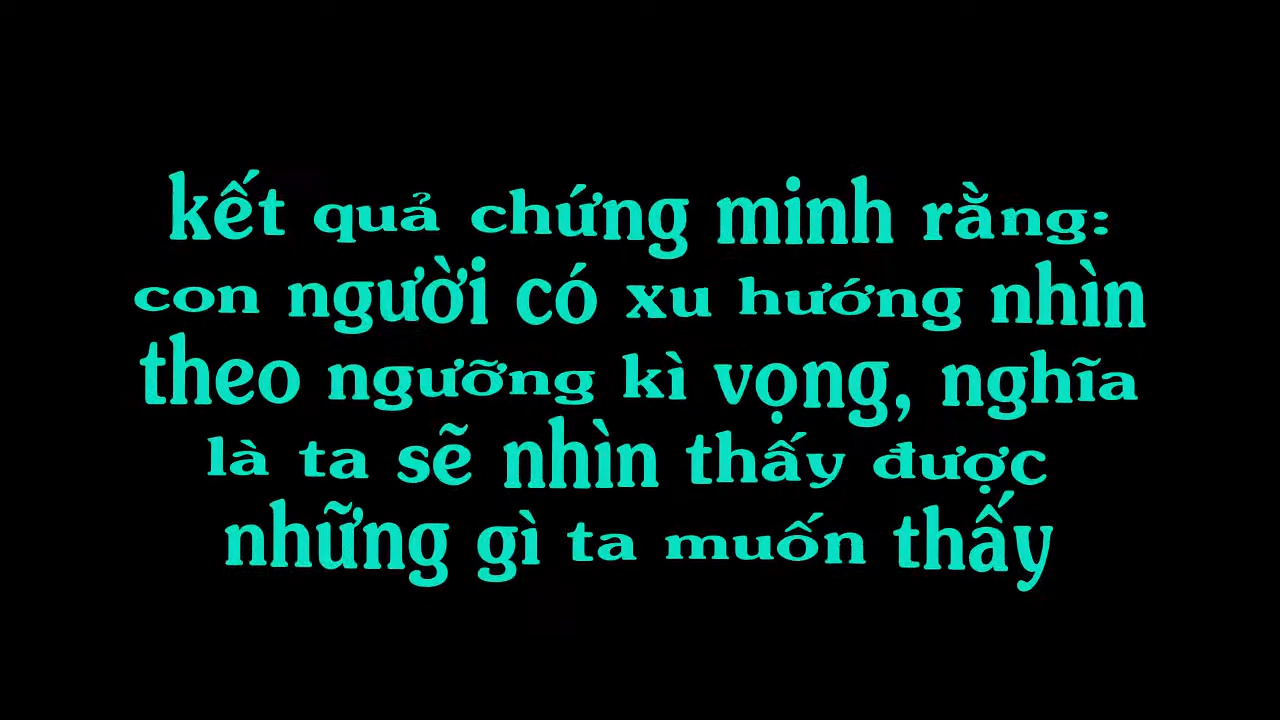 kết quả chứng minh rằng:
con người có xu hướng nhìn
theo ngưỡng kì vọng, nghĩa
là ta sẽ nhìn thấy được
những gì ta muốn thấy